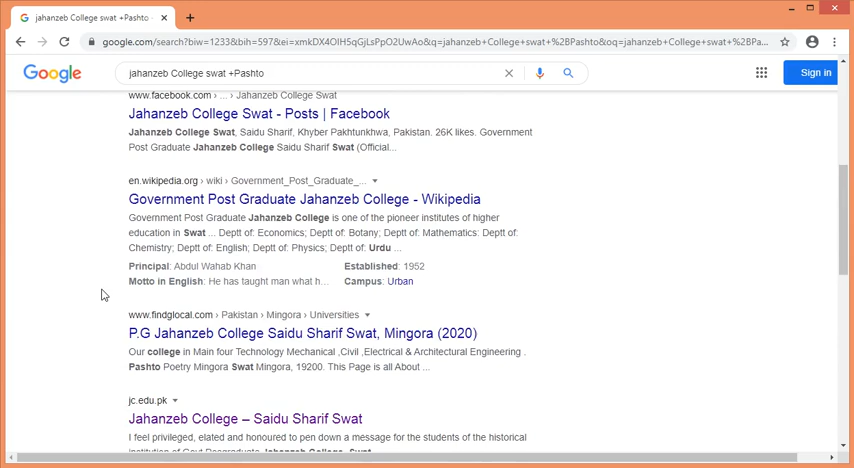 jahanzeb College swat +Pashto
google.com/search?biw=1233&bih=597&ei=xmkDX4OIH5qGjLsPpO2UwAo&q=jahanzeb+College+swat+%2BPashto&oq=jahanzeb+College+swat+%2BPa...
Google
jahanzeb College swat +Pashto
Sign in
www.facebook.com › ... › Jahanzeb College Swat
Jahanzeb College Swat - Posts | Facebook
Jahanzeb College Swat, Saidu Sharif, Khyber Pakhtunkhwa, Pakistan. 26K likes. Government
Post Graduate Jahanzeb College Saidu Sharif Swat (Official...
en.wikipedia.org › wiki › Government_Post_Graduate_...
Government Post Graduate Jahanzeb College - Wikipedia
Government Post Graduate Jahanzeb College is one of the pioneer institutes of higher
education in Swat ... Deptt of: Economics; Deptt of: Botany; Deptt of: Mathematics: Deptt of:
Chemistry; Deptt of: English; Deptt of: Physics; Deptt of: Urdu ...
Principal: Abdul Wahab Khan Established: 1952
Motto in English: He has taught man what h... Campus: Urban
www.findglocal.com › Pakistan › Mingora › Universities
P.G Jahanzeb College Saidu Sharif Swat, Mingora (2020)
Our college in Main four Technology Mechanical ,Civil ,Electrical & Architectural Engineering .
Pashto Poetry Mingora Swat Mingora, 19200. This Page is all About ...
jc.edu.pk
Jahanzeb College – Saidu Sharif Swat
I feel privileged, elated and honoured to pen down a message for the students of the historical
institution of Govt Postgraduate Jahanzeb College, Swat